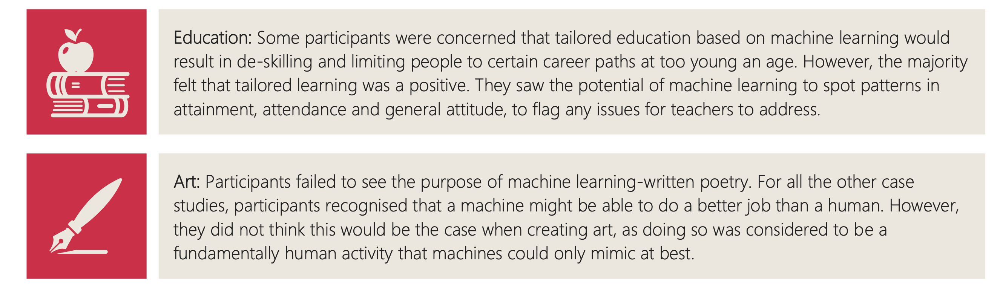 Education: Some participants were concerned that tailored education based on machine learning would
result in de-skilling and limiting people to certain career paths at too young an age. However, the majority
felt that tailored learning was a positive. They saw the potential of machine learning to spot patterns in
attainment, attendance and general attitude, to flag any issues for teachers to address.
Art: Participants failed to see the purpose of machine learning-written poetry. For all the other case
studies, participants recognised that a machine might be able to do a better job than a human. However,
they did not think this would be the case when creating art, as doing so was considered to be a
fundamentally human activity that machines could only mimic at best.